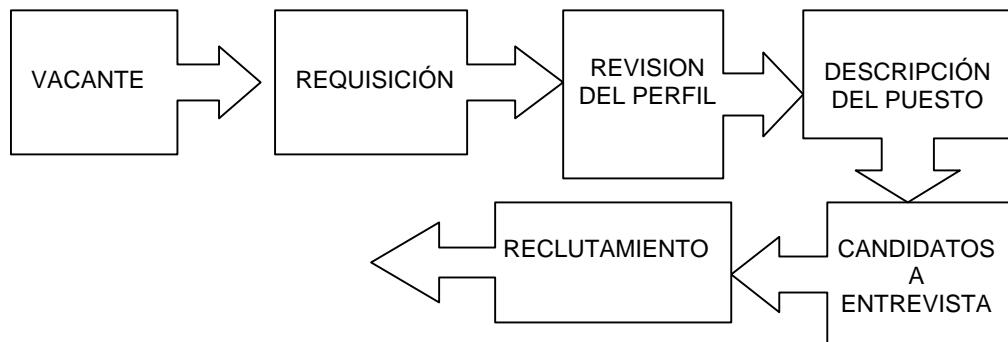 VACANTE
REQUISICIÓN
REVISION
DEL PERFIL
DESCRIPCIÓN
DEL PUESTO
CANDIDATOS
A
ENTREVISTA
RECLUTAMIENTO